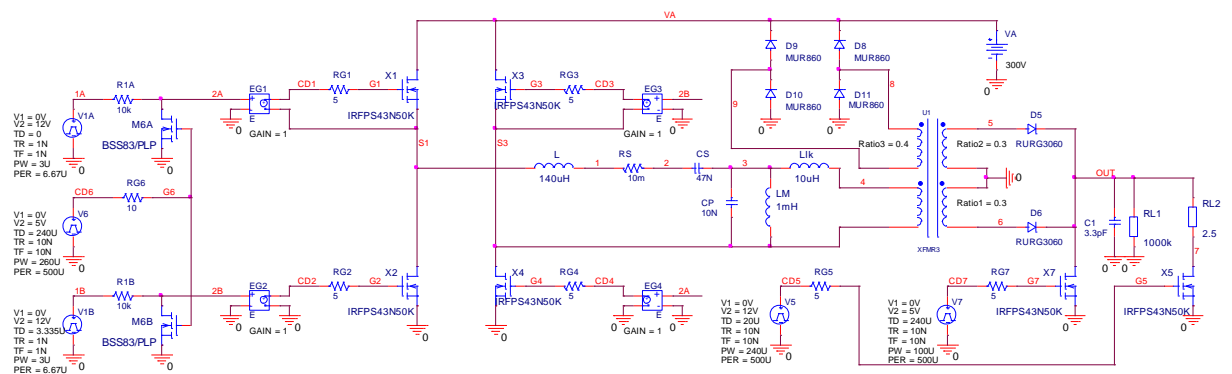 VA
D9
MUR860
D8
MUR860
VA
300V
R1A
10k
1A
2A
EG1
E
GAIN = 1
0
CD1
RG1
5
G1
X1
IRFPS43N50K
X3
IRFPS43N50K
G3
RG3
5
CD3
EG3
E
GAIN = 1
0
2B
V1 = 0V
V2 = 12V
TD = 0
TR = 1N
TF = 1N
PW = 3U
PER = 6.67U
V1A
0
M6A
BSS83/PLP
0
D10
MUR860
D11
MUR860
9
8
U1
Ratio3 = 0.4
Ratio2 = 0.3
Ratio1 = 0.3
XFMR3
5
D5
RURG3060
0
6
D6
RURG3060
S1
S3
L
140uH
1
RS
10m
2
CS
47N
3
Llk
10uH
4
CP
10N
LM
1mH
OUT
C1
3.3pF
0
RL1
1000k
0
RL2
2.5
7
CD6
RG6
10
G6
V1 = 0V
V2 = 5V
TD = 240U
TR = 10N
TF = 10N
PW = 260U
PER = 500U
V6
0
1B
R1B
10k
2B
V1 = 0V
V2 = 12V
TD = 3.335U
TR = 1N
TF = 1N
PW = 3U
PER = 6.67U
V1B
0
M6B
BSS83/PLP
EG2
E
GAIN = 1
0
0
CD2
RG2
5
G2
X2
IRFPS43N50K
0
X4
IRFPS43N50K
0
G4
RG4
5
CD4
EG4
E
GAIN = 1
0
0
2A
V1 = 0V
V2 = 12V
TD = 20U
TR = 10N
TF = 10N
PW = 240U
PER = 500U
CD5
V5
0
RG5
5
V1 = 0V
V2 = 5V
TD = 240U
TR = 10N
TF = 10N
PW = 100U
PER = 500U
CD7
V7
0
RG7
5
G7
X7
IRFPS43N50K
0
G5
X5
IRFPS43N50K
0